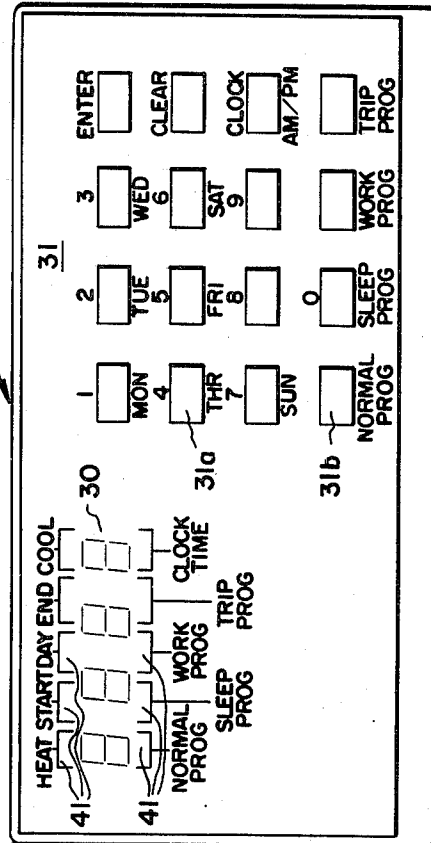 HEAT START DAY END COOL
30
41
41
NORMAL PROG
SLEEP PROG
WORK PROG
TRIP PROG
CLOCK TIME
31
1 2 3 ENTER
MON TUE WED
4 5 6 CLEAR
THR FRI SAT
31a
7 8 9 CLOCK
SUN AM/PM
31b
0
NORMAL PROG
SLEEP PROG
WORK PROG
TRIP PROG